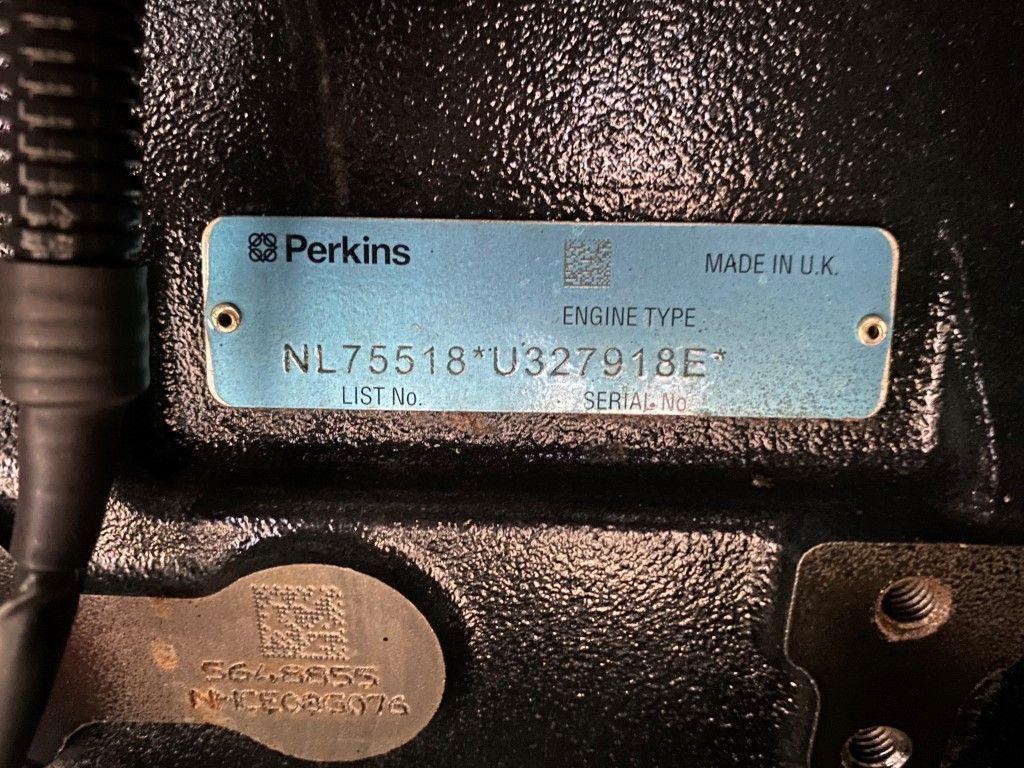 Perkins
MADE IN U.K.
ENGINE TYPE
NL75518*U327918E*
LIST No. SERIAL No
5648855
NHCE08G076